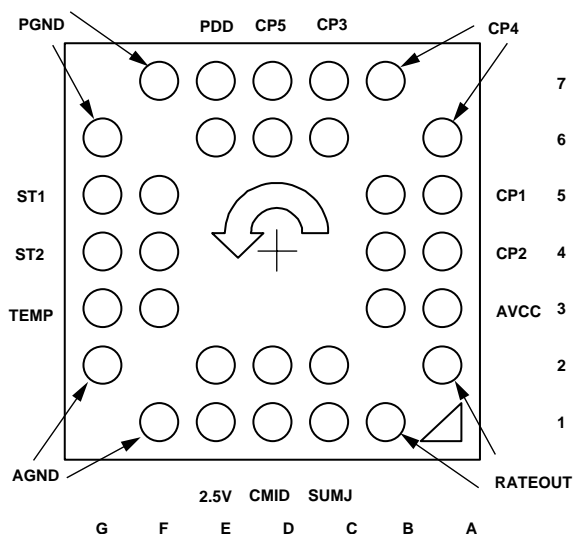 PGND PDD CP5 CP3 CP4
7
6
ST1 CP1 5
ST2 CP2 4
TEMP AVCC 3
2
1
AGND RATEOUT
2.5V CMID SUMJ
G F E D C B A